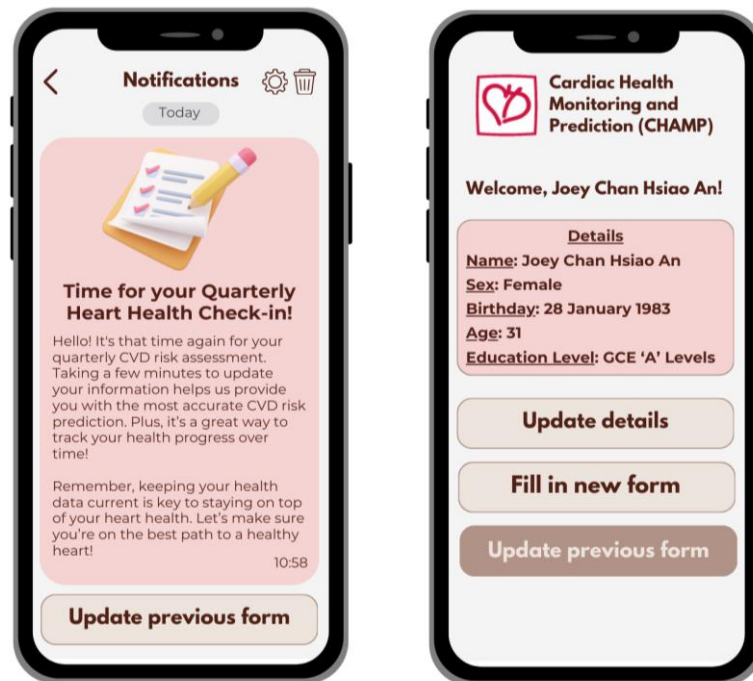 Notifications
Today
Time for your Quarterly
Heart Health Check-in!
Hello! It's that time again for your
quarterly CVD risk assessment.
Taking a few minutes to update
your information helps us provide
you with the most accurate CVD risk
prediction. Plus, it's a great way to
track your health progress over
time!
Remember, keeping your health
data current is key to staying on top
of your heart health. Let's make sure
you're on the best path to a healthy
heart!
10:58
Update previous form
Cardiac Health
Monitoring and
Prediction (CHAMP)
Welcome, Joey Chan Hsiao An!
Details
Name: Joey Chan Hsiao An
Sex: Female
Birthday: 28 January 1983
Age: 31
Education Level: GCE ‘A’ Levels
Update details
Fill in new form
Update previous form